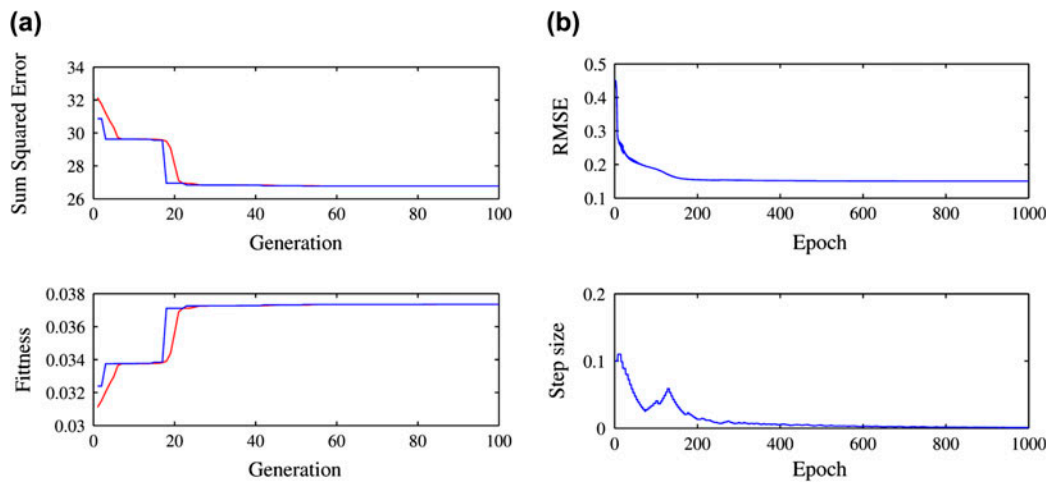 (a)
Sum Squared Error
34
32
30
28
26
0 20 40 60 80 100
Generation
Fittness
0.038
0.036
0.034
0.032
0.03
0 20 40 60 80 100
Generation
(b)
RMSE
0.5
0.4
0.3
0.2
0.1
0 200 400 600 800 1000
Epoch
Step size
0.2
0.1
0
0 200 400 600 800 1000
Epoch